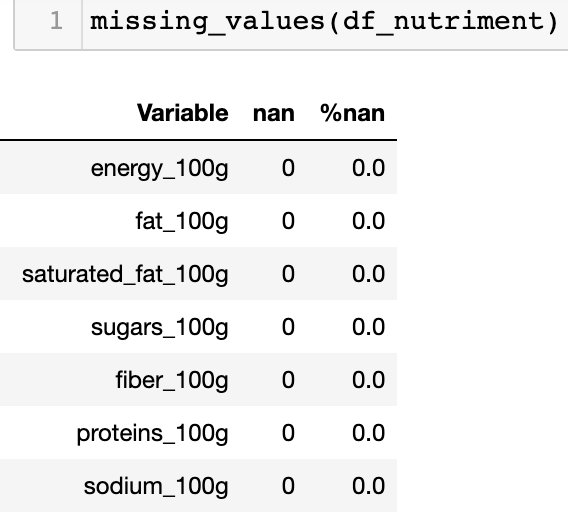 1 missing_values(df_nutriment)
Variable nan %nan
energy_100g 0 0.0
fat_100g 0 0.0
saturated_fat_100g 0 0.0
sugars_100g 0 0.0
fiber_100g 0 0.0
proteins_100g 0 0.0
sodium_100g 0 0.0